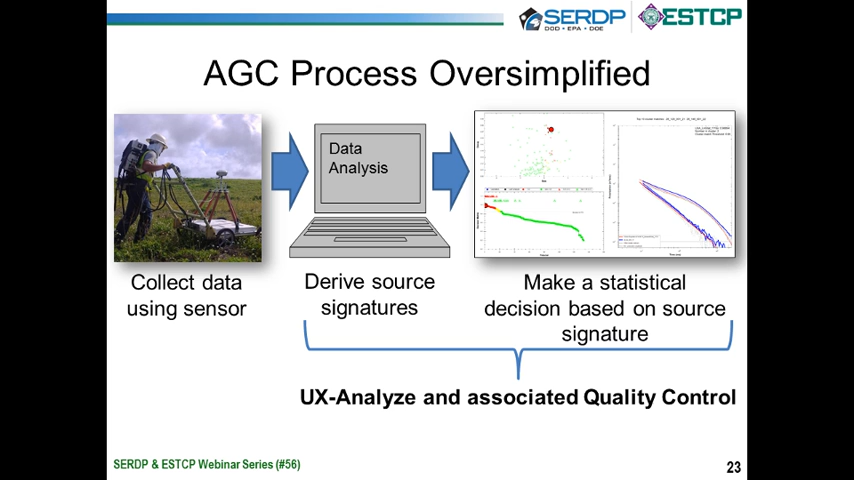 SERDP
DOD • EPA • DOE
ESTCP
AGC Process Oversimplified
Data
Analysis
Collect data
using sensor
Derive source
signatures
Make a statistical
decision based on source
signature
UX-Analyze and associated Quality Control
SERDP & ESTCP Webinar Series (#56)
23